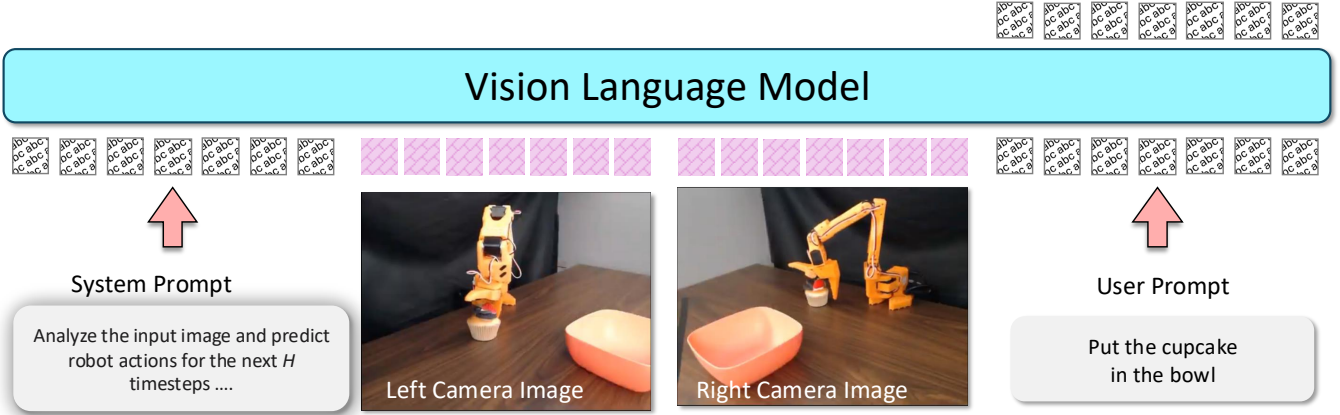 Vision Language Model
System Prompt
Analyze the input image and predict
robot actions for the next H
timesteps ....
Left Camera Image
Right Camera Image
User Prompt
Put the cupcake
in the bowl